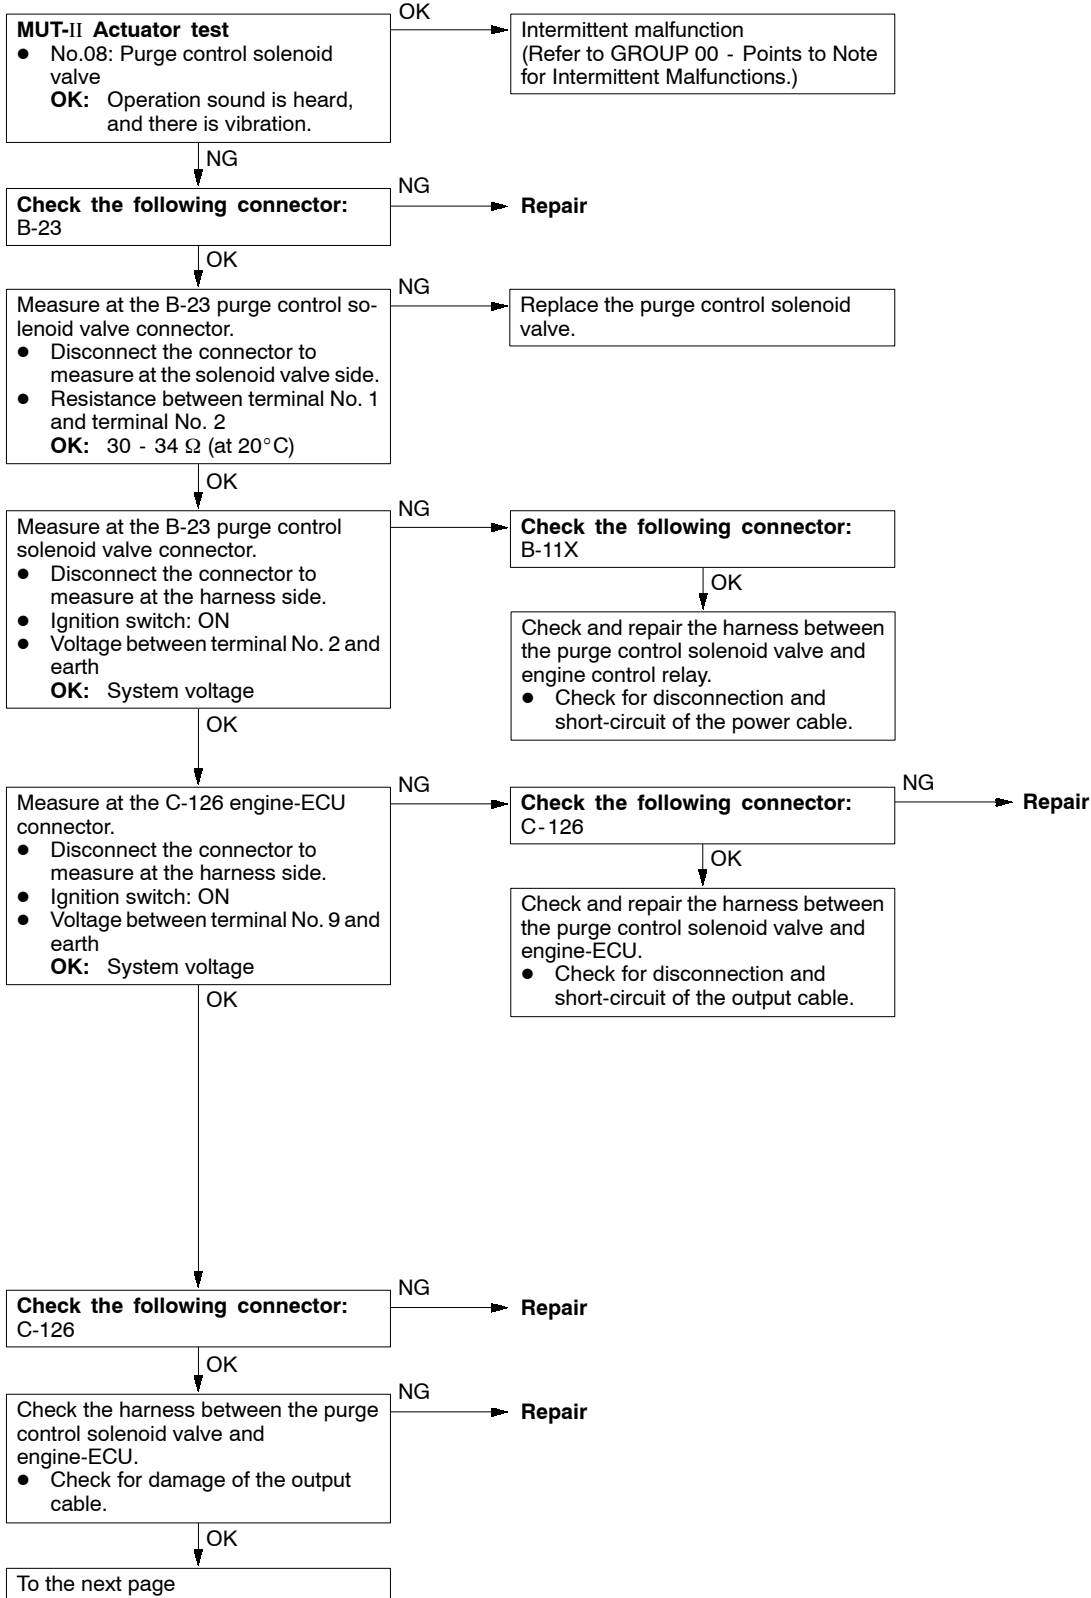 MUT-II Actuator test
● No.08: Purge control solenoid
valve
OK: Operation sound is heard,
and there is vibration.
OK
Intermittent malfunction
(Refer to GROUP 00 - Points to Note
for Intermittent Malfunctions.)
NG
Check the following connector:
B-23
NG
Repair
OK
Measure at the B-23 purge control so-
lenoid valve connector.
● Disconnect the connector to
measure at the solenoid valve side.
● Resistance between terminal No. 1
and terminal No. 2
OK: 30 - 34 Ω (at 20°C)
NG
Replace the purge control solenoid
valve.
OK
Measure at the B-23 purge control
solenoid valve connector.
● Disconnect the connector to
measure at the harness side.
● Ignition switch: ON
● Voltage between terminal No. 2 and
earth
OK: System voltage
NG
Check the following connector:
B-11X
OK
Check and repair the harness between
the purge control solenoid valve and
engine control relay.
● Check for disconnection and
short-circuit of the power cable.
OK
Measure at the C-126 engine-ECU
connector.
● Disconnect the connector to
measure at the harness side.
● Ignition switch: ON
● Voltage between terminal No. 9 and
earth
OK: System voltage
NG
Check the following connector:
C-126
NG
Repair
OK
Check and repair the harness between
the purge control solenoid valve and
engine-ECU.
● Check for disconnection and
short-circuit of the output cable.
OK
Check the following connector:
C-126
NG
Repair
OK
Check the harness between the purge
control solenoid valve and
engine-ECU.
● Check for damage of the output
cable.
NG
Repair
OK
To the next page